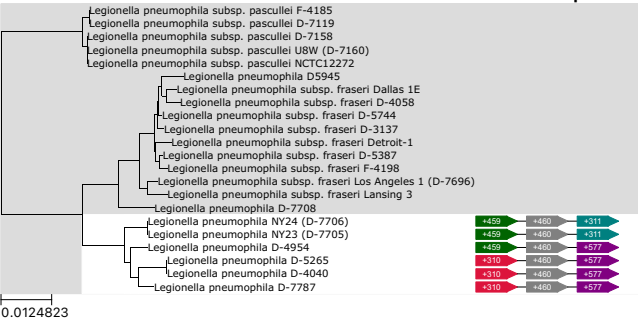 Legionella pneumophila subsp. pascullei F-4185
Legionella pneumophila subsp. pascullei D-7119
Legionella pneumophila subsp. pascullei D-7158
Legionella pneumophila subsp. pascullei U8W (D-7160)
Legionella pneumophila subsp. pascullei NCTC12272
Legionella pneumophila D5945
Legionella pneumophila subsp. fraseri Dallas 1E
Legionella pneumophila subsp. fraseri D-4058
Legionella pneumophila subsp. fraseri D-5744
Legionella pneumophila subsp. fraseri D-3137
Legionella pneumophila subsp. fraseri Detroit-1
Legionella pneumophila subsp. fraseri D-5387
Legionella pneumophila subsp. fraseri F-4198
Legionella pneumophila subsp. fraseri Los Angeles 1 (D-7696)
Legionella pneumophila subsp. fraseri Lansing 3
Legionella pneumophila D-7708
Legionella pneumophila NY24 (D-7706) +459 +460 +311
Legionella pneumophila NY23 (D-7705) +459 +460 +311
Legionella pneumophila D-4954 +459 +460 +577
Legionella pneumophila D-5265 +310 +460 +577
Legionella pneumophila D-4040 +310 +460 +577
Legionella pneumophila D-7787 +310 +460 +577
0.0124823